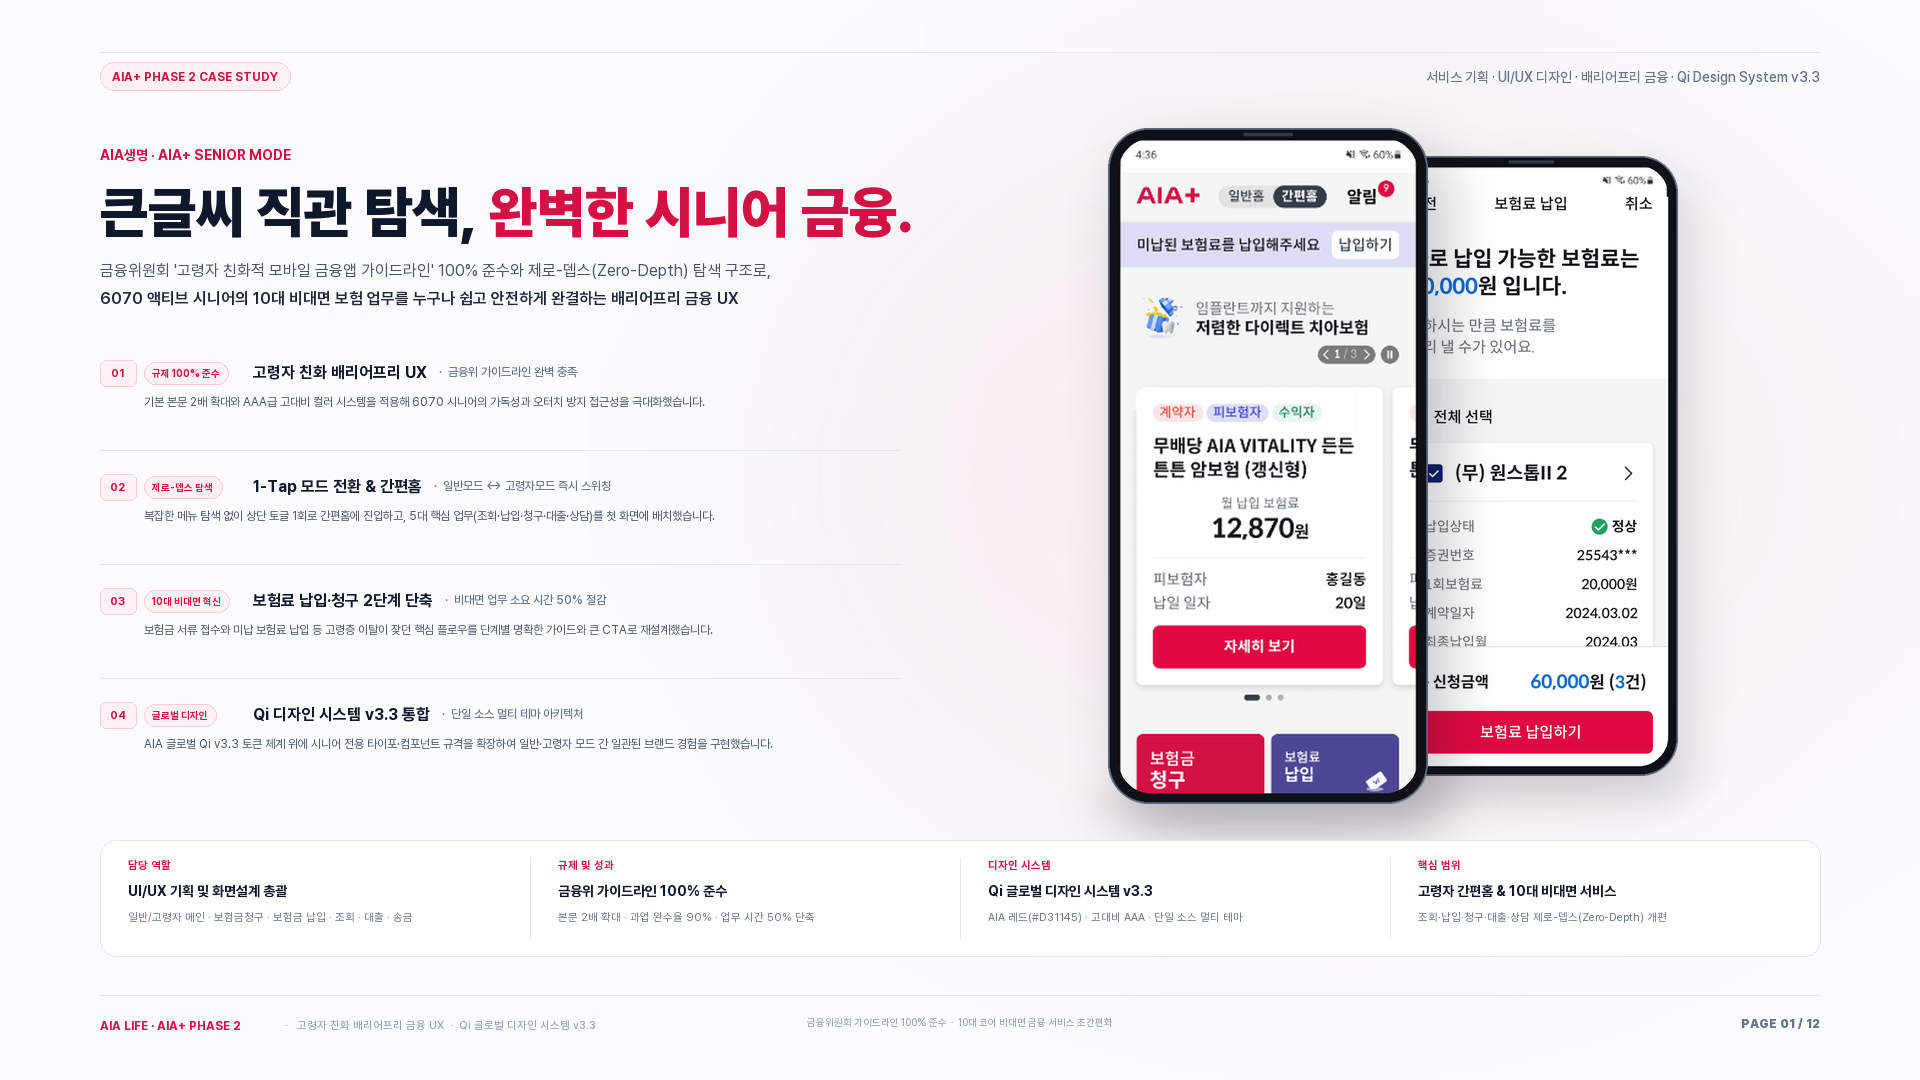 AIA+ PHASE 2 CASE STUDY
서비스 기획 · UI/UX 디자인 · 배리어프리 금융 · Qi Design System v3.3
AIA생명 · AIA+ SENIOR MODE
큰글씨 직관 탐색, 완벽한 시니어 금융.
금융위원회 '고령자 친화적 모바일 금융앱 가이드라인' 100% 준수와 제로-뎁스(Zero-Depth) 탐색 구조로,
6070 액티브 시니어의 10대 비대면 보험 업무를 누구나 쉽고 안전하게 완결하는 배리어프리 금융 UX
01 규제 100% 준수 고령자 친화 배리어프리 UX · 금융위 가이드라인 완벽 충족
기본 본문 2배 확대와 AAA급 고대비 컬러 시스템을 적용해 6070 시니어의 가독성과 오터치 방지 접근성을 극대화했습니다.
02 제로-뎁스 탐색 1-Tap 모드 전환 & 간편홈 · 일반모드 ↔ 고령자모드 즉시 스위칭
복잡한 메뉴 탐색 없이 상단 토글 1회로 간편홈에 진입하고, 5대 핵심 업무(조회·납입·청구·대출·상담)를 첫 화면에 배치했습니다.
03 10대 비대면 혁신 보험료 납입·청구 2단계 단축 · 비대면 업무 소요 시간 50% 절감
보험금 서류 접수와 미납 보험료 납입 등 고령층 이탈이 잦던 핵심 플로우를 단계별 명확한 가이드와 큰 CTA로 재설계했습니다.
04 글로벌 디자인 Qi 디자인 시스템 v3.3 통합 · 단일 소스 멀티 테마 아키텍처
AIA 글로벌 Qi v3.3 토큰 체계 위에 시니어 전용 타이포·컴포넌트 규격을 확장하여 일반·고령자 모드 간 일관된 브랜드 경험을 구현했습니다.
4:36 60%
AIA+ 일반홈 간편홈 알림 9
미납된 보험료를 납입해주세요 납입하기
임플란트까지 지원하는
저렴한 다이렉트 치아보험
1 / 3
계약자 피보험자 수익자
무배당 AIA VITALITY 든든
튼튼 암보험 (갱신형)
월 납입 보험료
12,870원
피보험자 홍길동
납일 일자 20일
자세히 보기
보험금
청구
보험료
납입
60%
전 보험료 납입 취소
로 납입 가능한 보험료는
0,000원 입니다.
하시는 만큼 보험료를
리 낼 수가 있어요.
전체 선택
(무) 원스톱II 2
납입상태 정상
증권번호 25543***
1회보험료 20,000원
계약일자 2024.03.02
최종납입월 2024.03
신청금액 60,000원 (3건)
보험료 납입하기
담당 역할
UI/UX 기획 및 화면설계 총괄
일반/고령자 메인 · 보험금청구 · 보험금 납입 · 조회 · 대출 · 송금
규제 및 성과
금융위 가이드라인 100% 준수
본문 2배 확대 · 과업 완수율 90% · 업무 시간 50% 단축
디자인 시스템
Qi 글로벌 디자인 시스템 v3.3
AIA 레드(#D31145) · 고대비 AAA · 단일 소스 멀티 테마
핵심 범위
고령자 간편홈 & 10대 비대면 서비스
조회·납입·청구·대출·상담 제로-뎁스(Zero-Depth) 개편
AIA LIFE · AIA+ PHASE 2 · 고령자 친화 배리어프리 금융 UX · Qi 글로벌 디자인 시스템 v3.3
금융위원회 가이드라인 100% 준수 · 10대 코어 비대면 금융 서비스 초간편화
PAGE 01 / 12